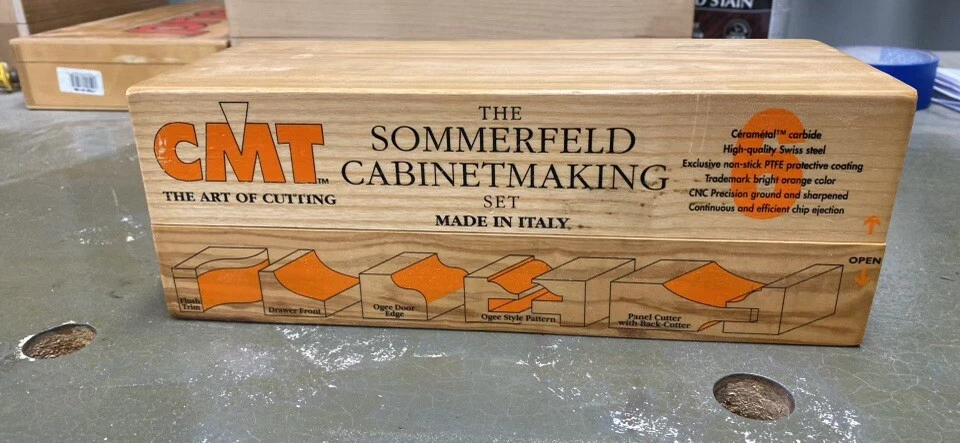 STAIN
CMT™
THE ART OF CUTTING
THE
SOMMERFELD
CABINETMAKING
SET
MADE IN ITALY
Cerametal™ carbide
High-quality Swiss steel
Exclusive non-stick PTFE protective coating
Trademark bright orange color
CNC Precision ground and sharpened
Continuous and efficient chip ejection
OPEN
Flush
Trim
Drawer Front
Ogee Door
Edge
Ogee Style Pattern
Panel Cutter
with Back-Cutter